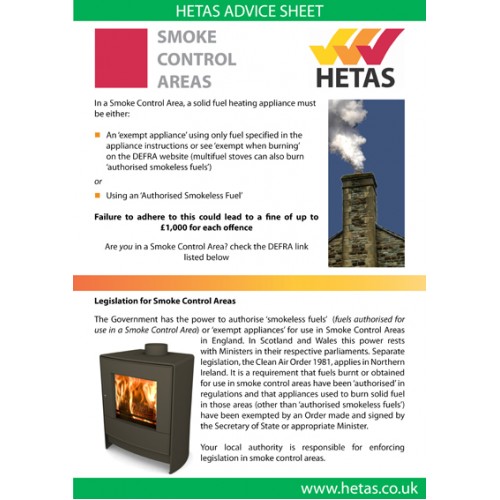 HETAS ADVICE SHEET
SMOKE
CONTROL
AREAS
HETAS
In a Smoke Control Area, a solid fuel heating appliance must
be either:
An 'exempt appliance' using only fuel specified in the
appliance instructions or see 'exempt when burning'
on the DEFRA website (multifuel stoves can also burn
'authorised smokeless fuels')
or
Using an 'Authorised Smokeless Fuel'
Failure to adhere to this could lead to a fine of up to
£1,000 for each offence
Are you in a Smoke Control Area? check the DEFRA link
listed below
Legislation for Smoke Control Areas
The Government has the power to authorise 'smokeless fuels' (fuels authorised for
use in a Smoke Control Area) or 'exempt appliances' for use in Smoke Control Areas
in England. In Scotland and Wales this power rests
with Ministers in their respective parliaments. Separate
legislation, the Clean Air Order 1981, applies in Northern
Ireland. It is a requirement that fuels burnt or obtained
for use in smoke control areas have been 'authorised' in
regulations and that appliances used to burn solid fuel
in those areas (other than 'authorised smokeless fuels')
have been exempted by an Order made and signed by
the Secretary of State or appropriate Minister.
Your local authority is responsible for enforcing
legislation in smoke control areas.
www.hetas.co.uk